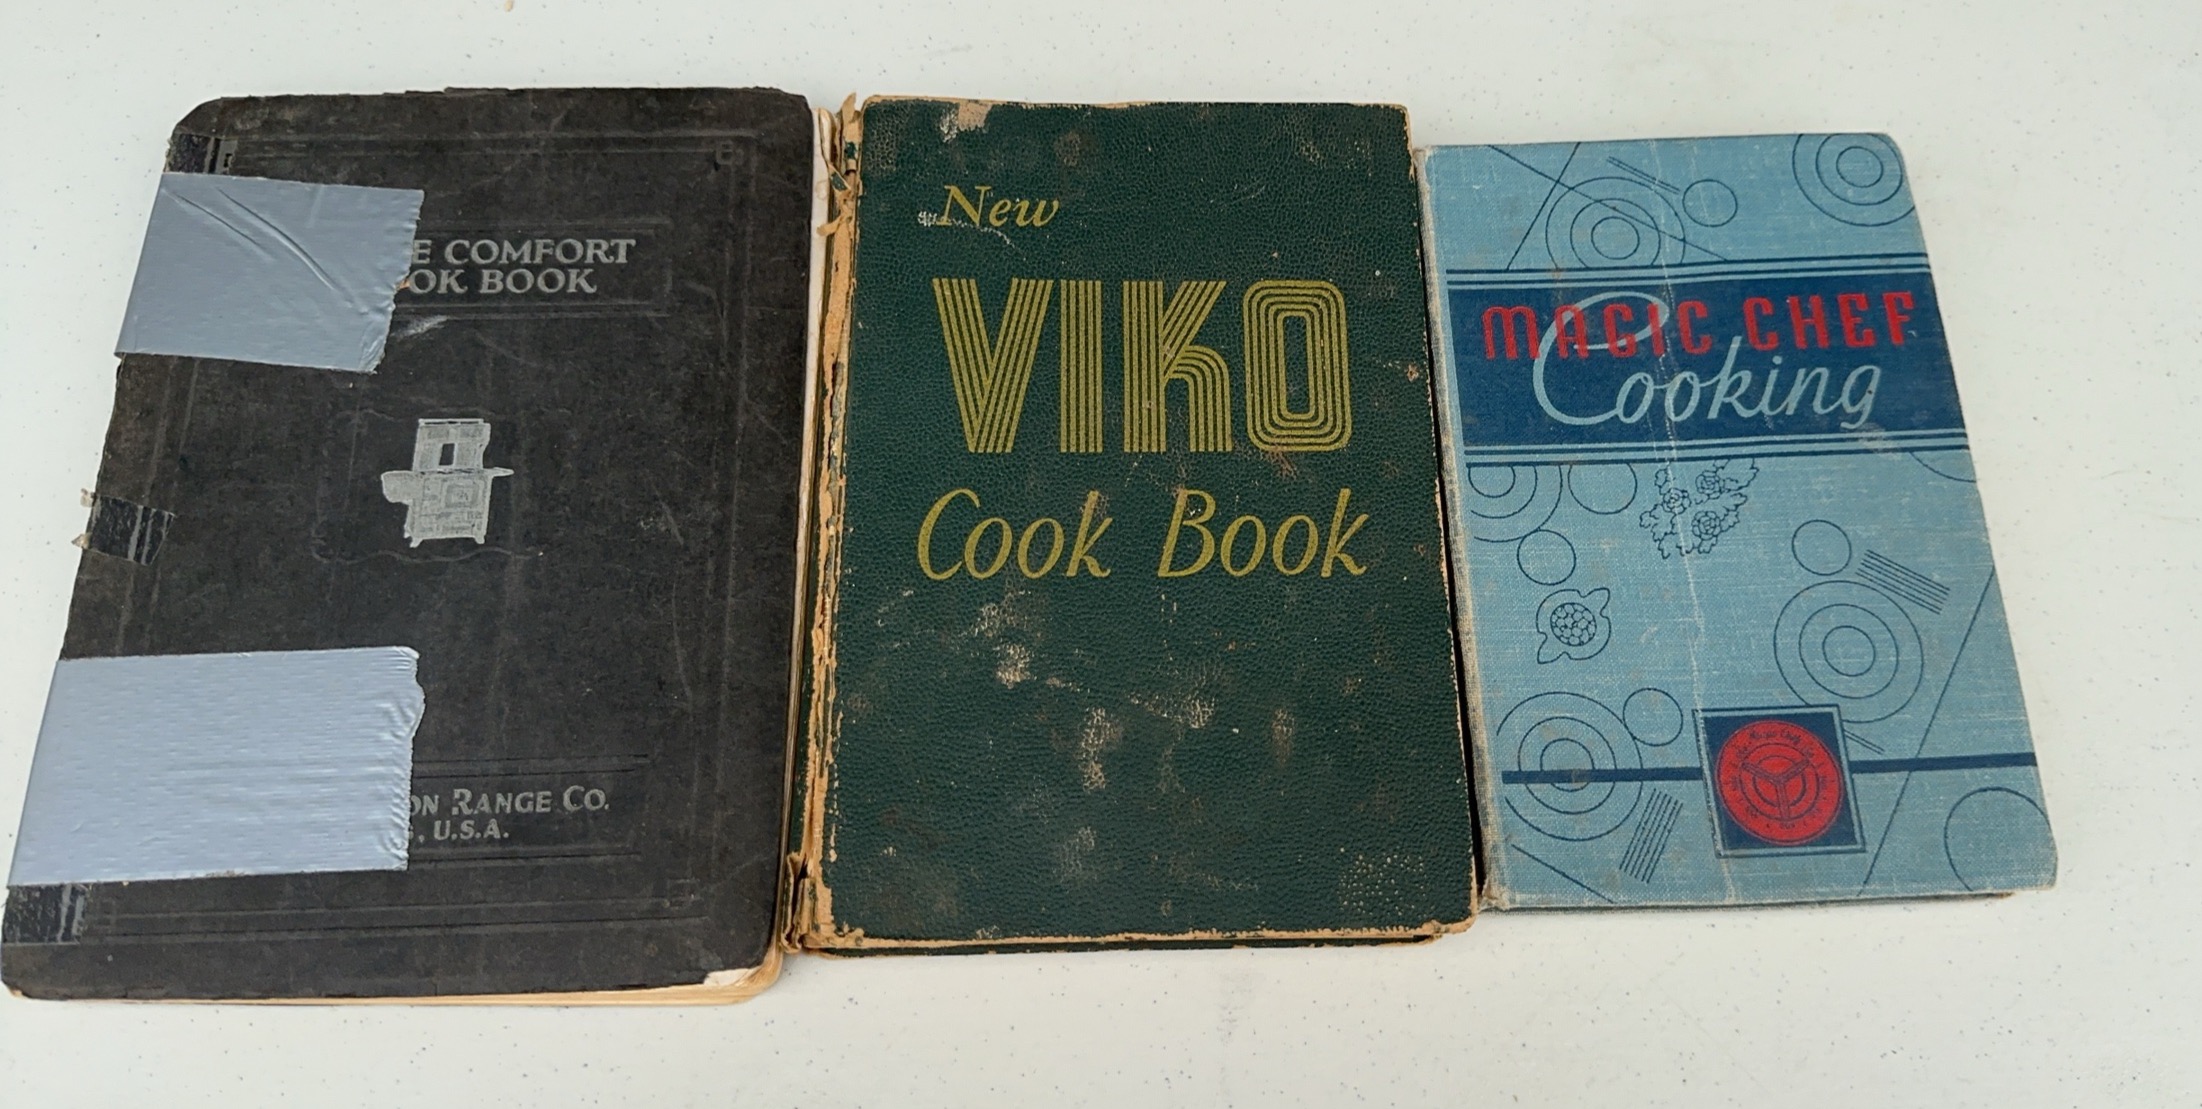 E COMFORT
OK BOOK
ON RANGE CO.
, U.S.A.
New
VIKO
Cook Book
MAGIC CHEF
Cooking